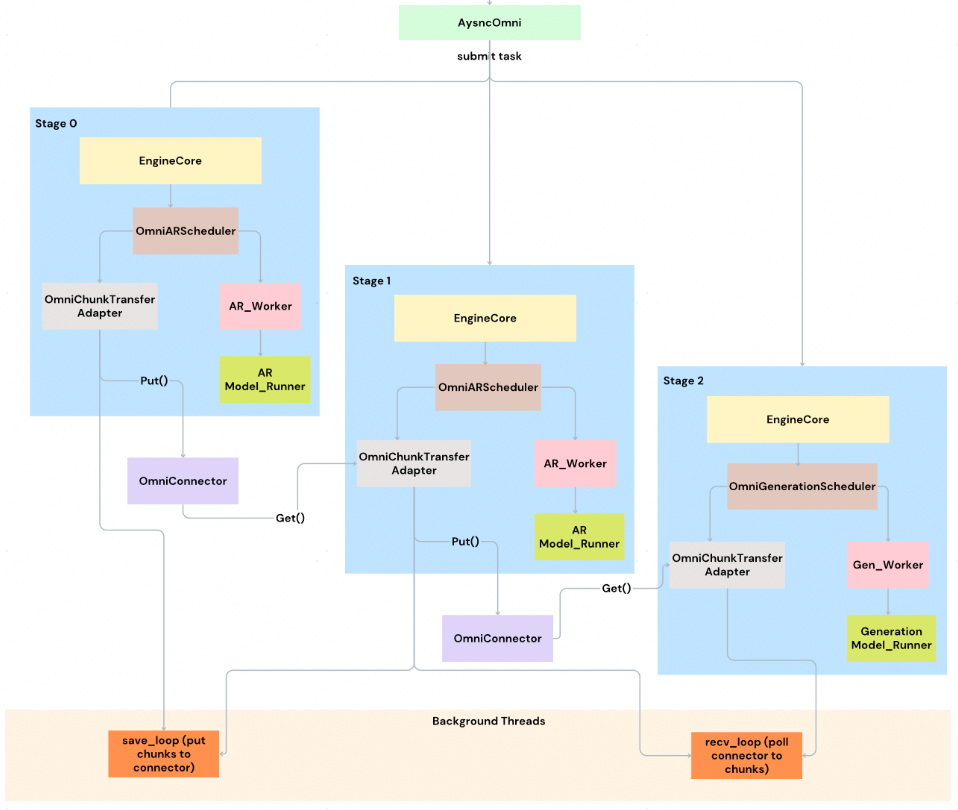 AysncOmni
submit task
Stage 0
EngineCore
OmniARScheduler
OmniChunkTransfer
Adapter
AR_Worker
AR
Model_Runner
Put()
OmniConnector
Get()
Stage 1
EngineCore
OmniARScheduler
OmniChunkTransfer
Adapter
AR_Worker
AR
Model_Runner
Put()
OmniConnector
Get()
Stage 2
EngineCore
OmniGenerationScheduler
OmniChunkTransfer
Adapter
Gen_Worker
Generation
Model_Runner
Background Threads
save_loop (put
chunks to
connector)
recv_loop (poll
connector to
chunks)